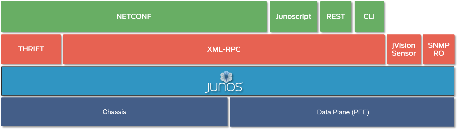 NETCONF
Junoscript
REST
CLI
THRIFT
XML-RPC
jVision
Sensor
SNMP
RO
JUNOS
Chassis
Data Plane (PFE)